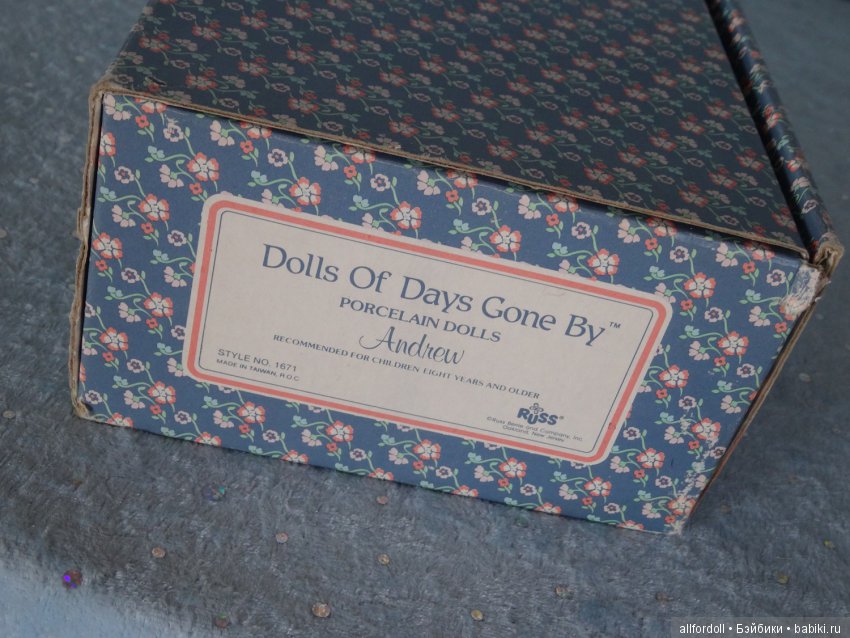 Dolls Of Days Gone By™
PORCELAIN DOLLS
Andrew
RECOMMENDED FOR CHILDREN EIGHT YEARS AND OLDER
STYLE NO. 1671
MADE IN TAIWAN, R.O.C.
RUSS®
©Russ Berrie and Company, Inc.
Oakland, New Jersey
allfordoll • Бэйбики • babiki.ru